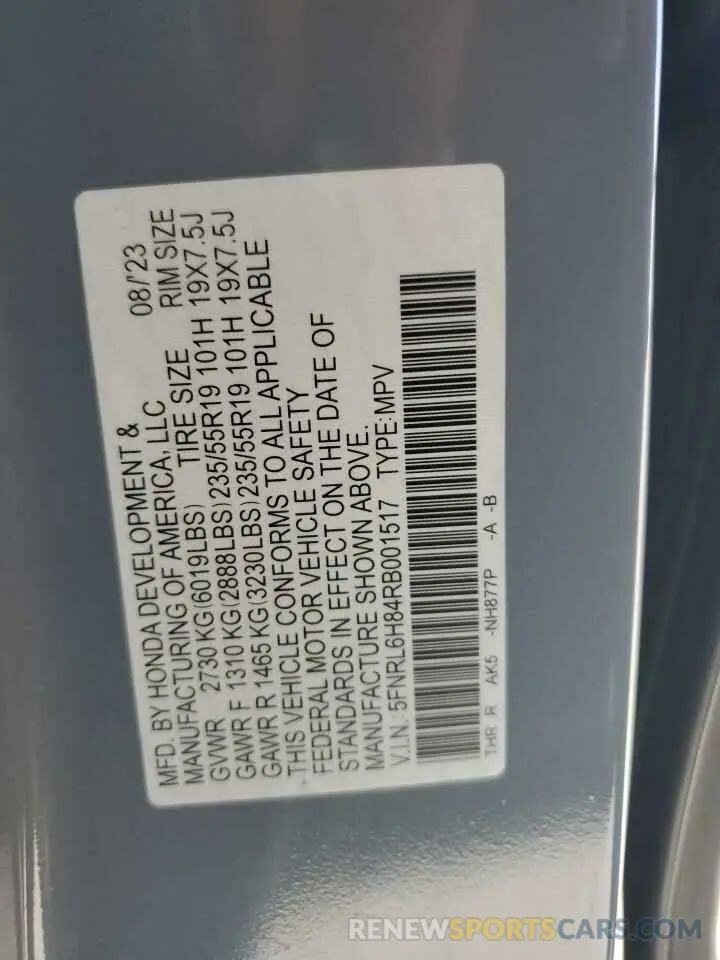 MFD. BY HONDA DEVELOPMENT &
MANUFACTURING OF AMERICA, LLC 08/'23
GVWR 2730 KG(6019LBS) TIRE SIZE RIM SIZE
GAWR F 1310 KG(2888LBS)235/55R19 101H 19X7.5J
GAWR R 1465 KG(3230LBS)235/55R19 101H 19X7.5J
THIS VEHICLE CONFORMS TO ALL APPLICABLE
FEDERAL MOTOR VEHICLE SAFETY
STANDARDS IN EFFECT ON THE DATE OF
MANUFACTURE SHOWN ABOVE.
V.I.N.:5FNRL6H84RB001517 TYPE:MPV
THR R AK5 -NH877P -A -B
RENEWSPORTSCARS.COM